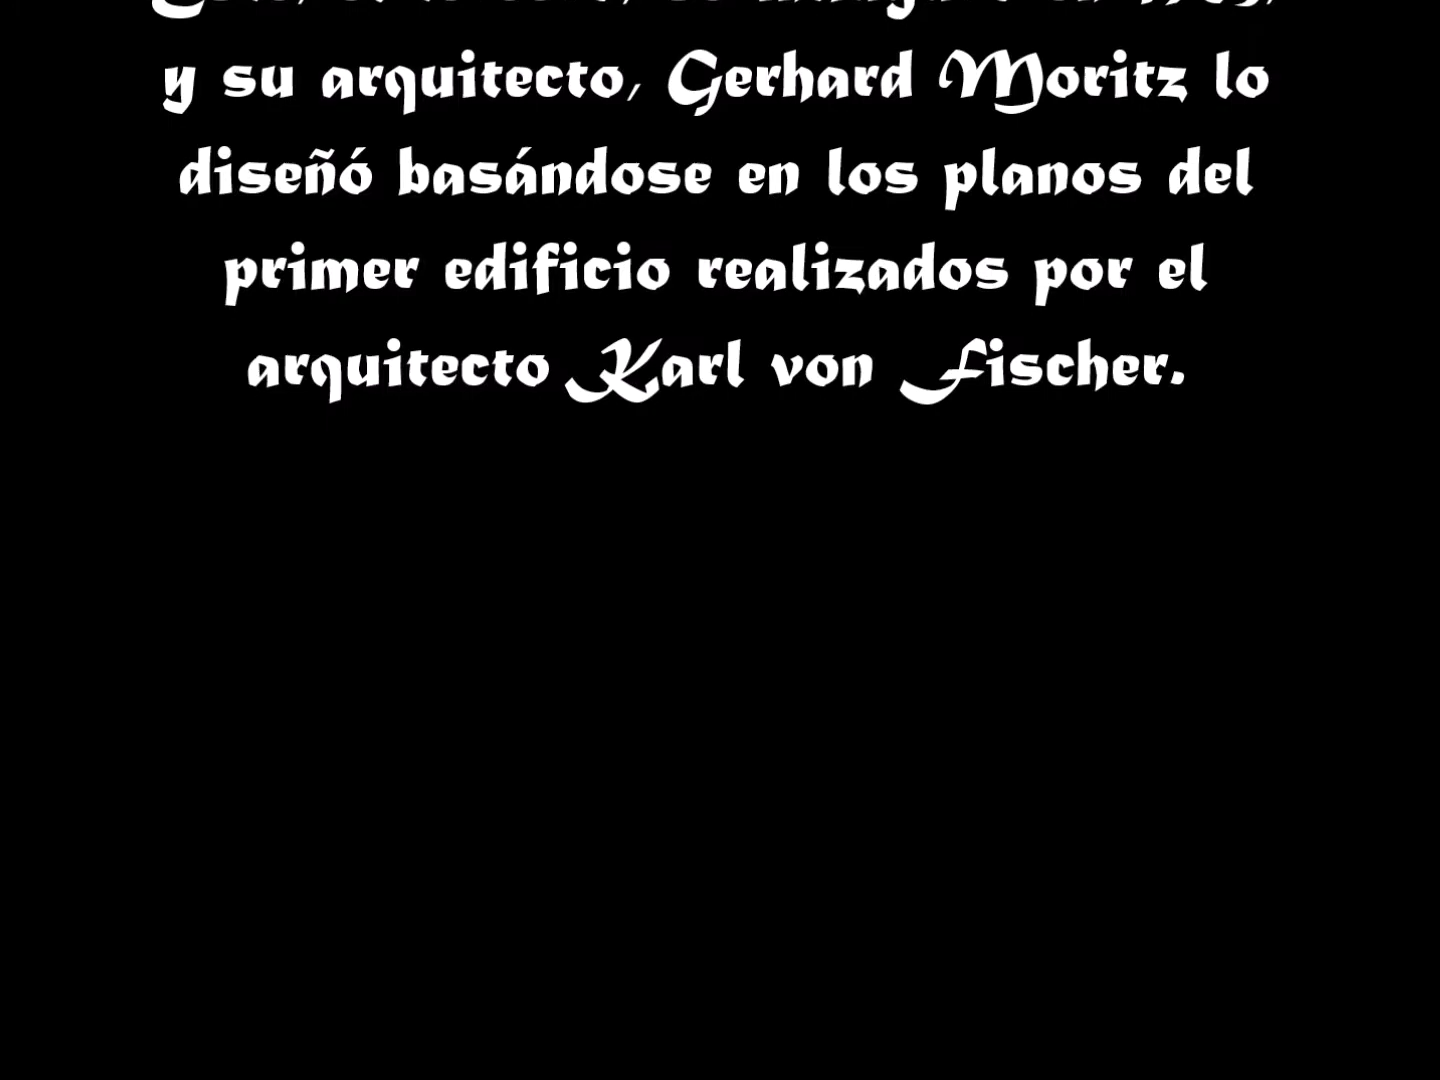 y su arquitecto, Gerhard Moritz lo
diseñó basándose en los planos del
primer edificio realizados por el
arquitecto Karl von Fischer.